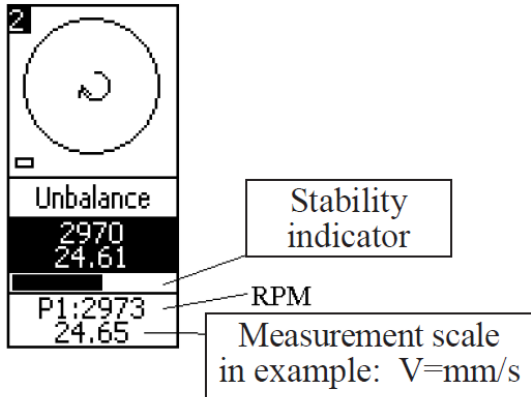 2
Unbalance
2970
24.61
Stability
indicator
P1:2973
RPM
24.65
Measurement scale
in example: V=mm/s